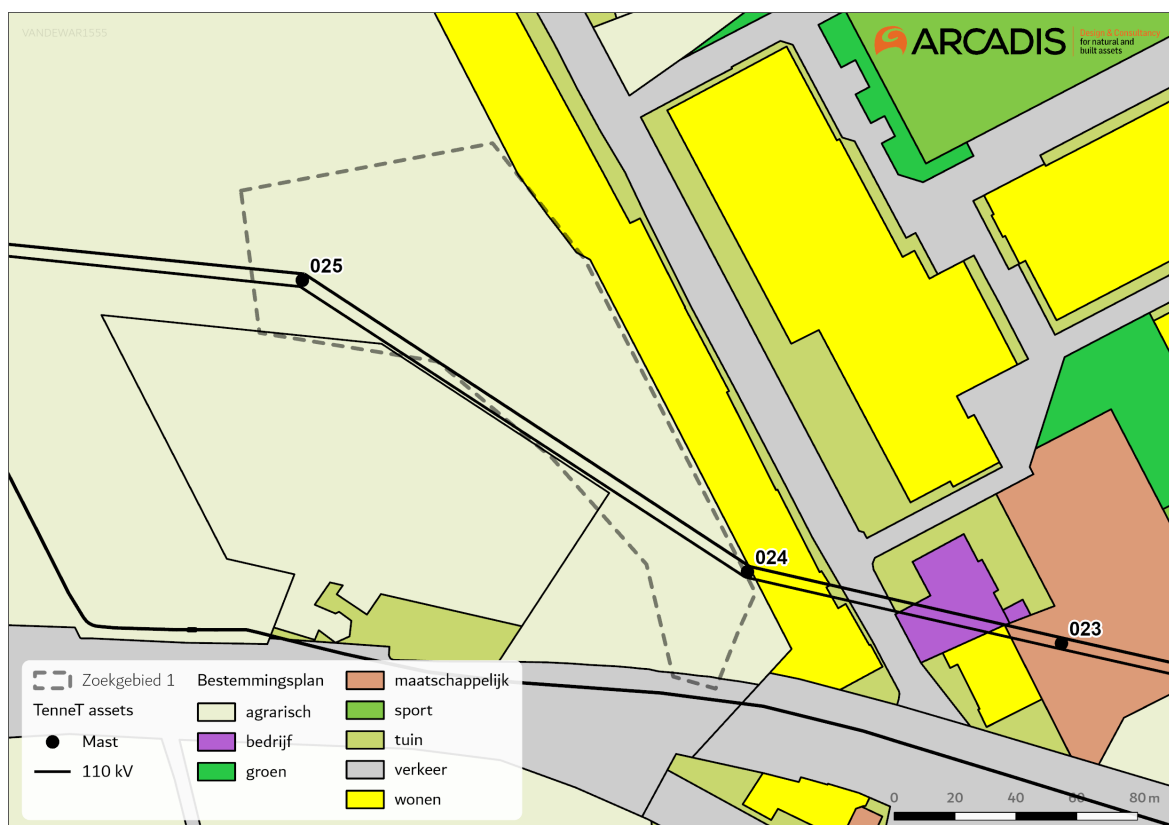 VANDEWAR1555
ARCADIS
Design & Consultancy
for natural and
built assets
025
024
023
Zoekgebied 1
TenneT assets
Mast
110 kV
Bestemmingsplan
agrarisch
bedrijf
groen
maatschappelijk
sport
tuin
verkeer
wonen
0 20 40 60 80 m